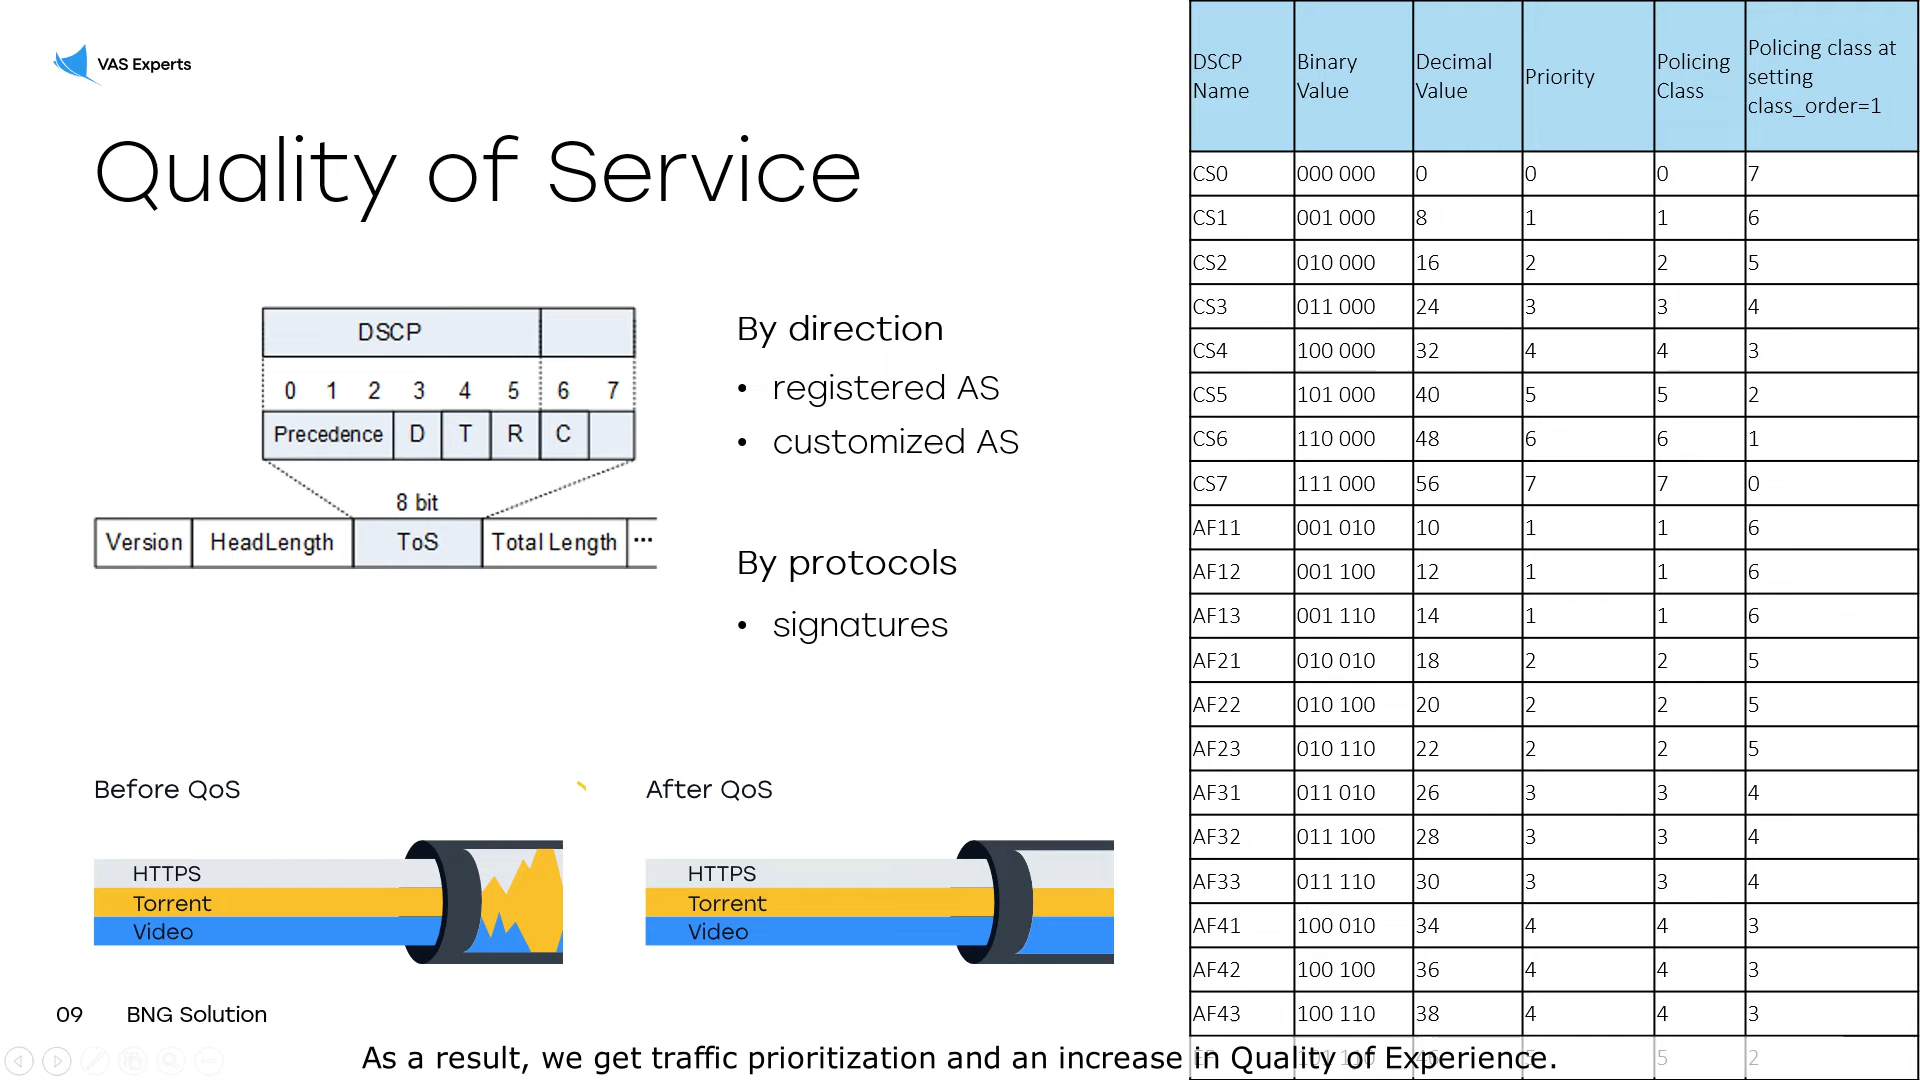 VAS Experts
Quality of Service
DSCP
0 1 2 3 4 5 6 7
Precedence D T R C
8 bit
Version HeadLength ToS Total Length ...
By direction
• registered AS
• customized AS
By protocols
• signatures
Before QoS
HTTPS
Torrent
Video
After QoS
HTTPS
Torrent
Video
09 BNG Solution
DSCP Name Binary Value Decimal Value Priority Policing Class Policing class at setting class_order=1
CS0 000 000 0 0 0 7
CS1 001 000 8 1 1 6
CS2 010 000 16 2 2 5
CS3 011 000 24 3 3 4
CS4 100 000 32 4 4 3
CS5 101 000 40 5 5 2
CS6 110 000 48 6 6 1
CS7 111 000 56 7 7 0
AF11 001 010 10 1 1 6
AF12 001 100 12 1 1 6
AF13 001 110 14 1 1 6
AF21 010 010 18 2 2 5
AF22 010 100 20 2 2 5
AF23 010 110 22 2 2 5
AF31 011 010 26 3 3 4
AF32 011 100 28 3 3 4
AF33 011 110 30 3 3 4
AF41 100 010 34 4 4 3
AF42 100 100 36 4 4 3
AF43 100 110 38 4 4 3
5 2
As a result, we get traffic prioritization and an increase in Quality of Experience.